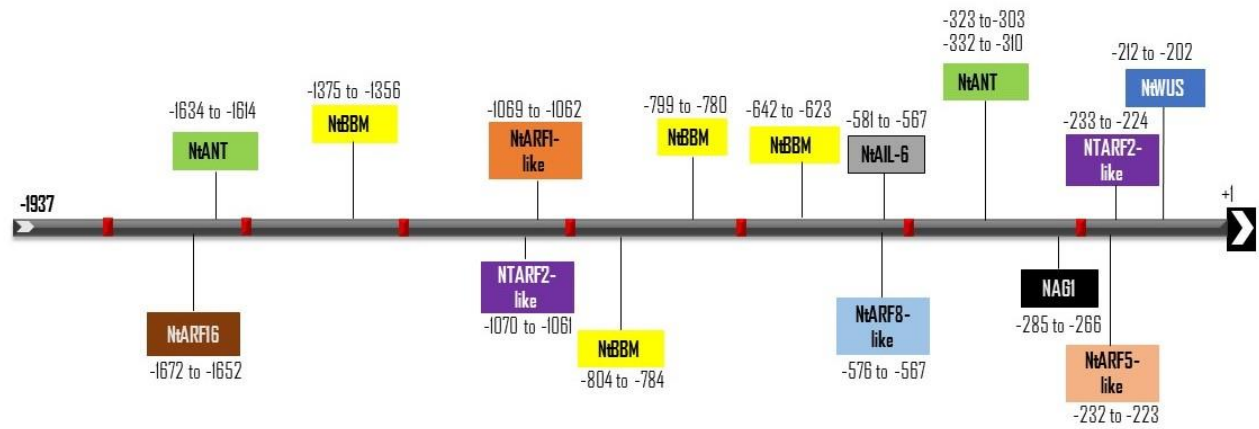 -323 to-303
-332 to -310
-212 to -202
-1375 to -1356
-1634 to -1614
-1069 to -1062
-799 to -780
-642 to -623
-581 to -567
-233 to -224
NtANT
NtBBM
NtARF1-
like
NtBBM
NtBBM
NtAIL-6
NtANT
NTARF2-
like
NtWUS
-1937
+1
NtARF16
-1672 to -1652
NTARF2-
like
-1070 to -1061
NtBBM
-804 to -784
NtARF8-
like
-576 to -567
NAG1
-285 to -266
NtARF5-
like
-232 to -223